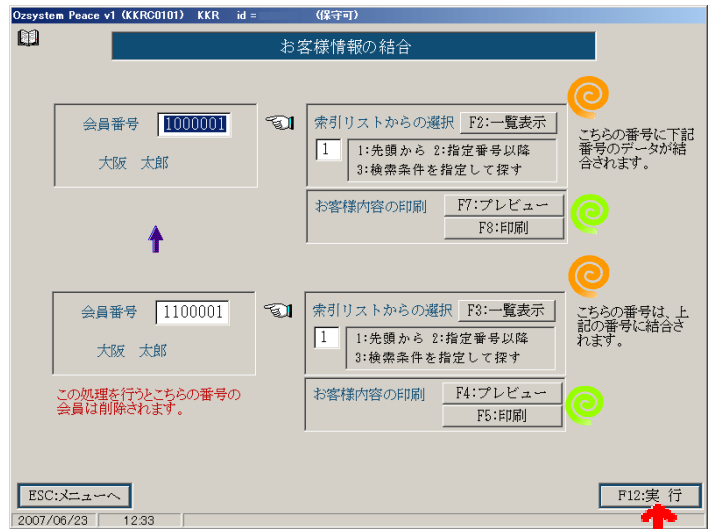 Ozsystem Peace v1 (KKRC0101) KKR id = (保守可)
お客様情報の結合
会員番号 1000001
大阪 太郎
索引リストからの選択 F2:一覧表示
1 1:先頭から 2:指定番号以降
3:検索条件を指定して探す
こちらの番号に下記
番号のデータが結
合されます。
お客様内容の印刷 F7:プレビュー
F8:印刷
会員番号 1100001
大阪 太郎
索引リストからの選択 F3:一覧表示
1 1:先頭から 2:指定番号以降
3:検索条件を指定して探す
こちらの番号は、上
記の番号に結合さ
れます。
この処理を行うとこちらの番号の
会員は削除されます。
お客様内容の印刷 F4:プレビュー
F5:印刷
ESC:メニューへ
F12:実 行
2007/06/23 12:33